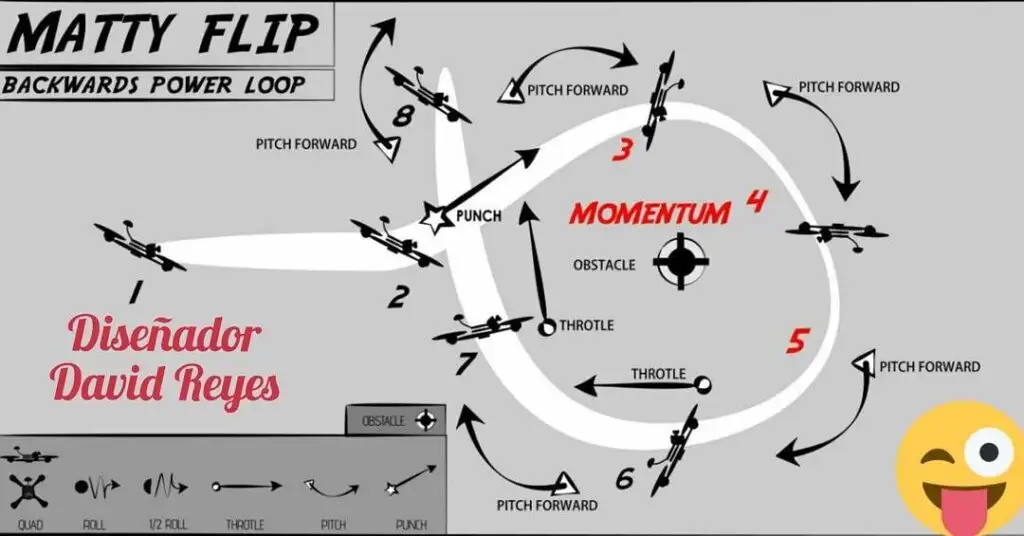 MATTY FLIP
BACKWARDS POWER LOOP
8
PITCH FORWARD
PITCH FORWARD
3
PITCH FORWARD
PUNCH
MOMENTUM 4
OBSTACLE
1
2
Diseñador
David Reyes
7
THROTLE
5
THROTLE
PITCH FORWARD
6
PITCH FORWARD
OBSTACLE
QUAD
ROLL
1/2 ROLL
THROTLE
PITCH
PUNCH